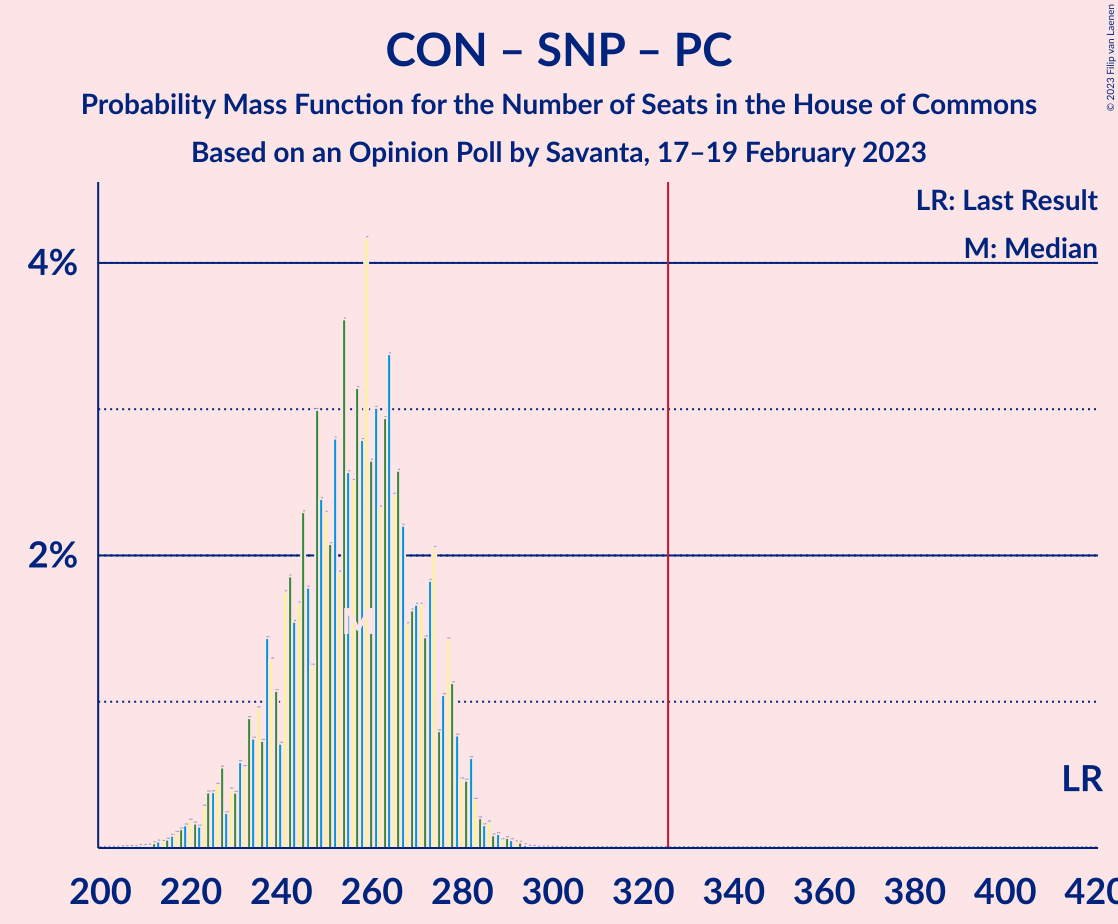 CON – SNP – PC
Probability Mass Function for the Number of Seats in the House of Commons
Based on an Opinion Poll by Savanta, 17–19 February 2023
© 2023 Filip van Laenen
LR: Last Result
M: Median
4%
2%
M
LR
200 220 240 260 280 300 320 340 360 380 400 420